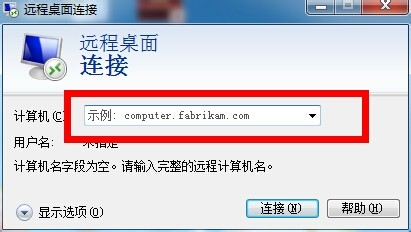 远程桌面连接
远程桌面
连接
计算机(C)
示例: computer.fabrikam.com
用户名:
未指定
计算机名字段为空。请输入完整的远程计算机名。
显示选项(O)
连接(N)
帮助(H)